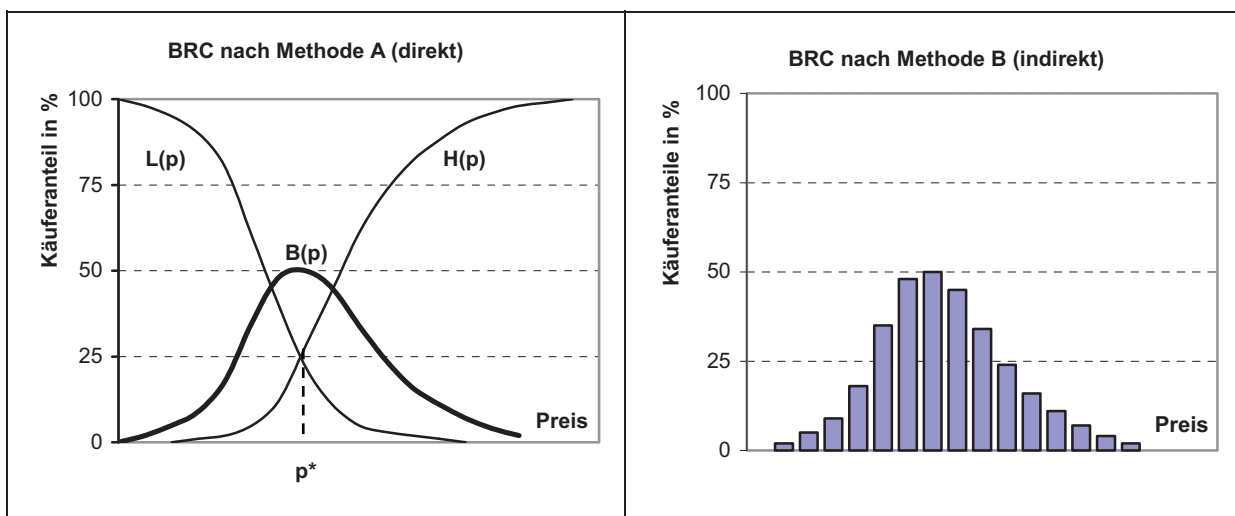 BRC nach Methode A (direkt)
Käuferanteil in %
100
75
50
25
0
L(p)
H(p)
B(p)
Preis
p*
BRC nach Methode B (indirekt)
Käuferanteile in %
100
75
50
25
0
Preis